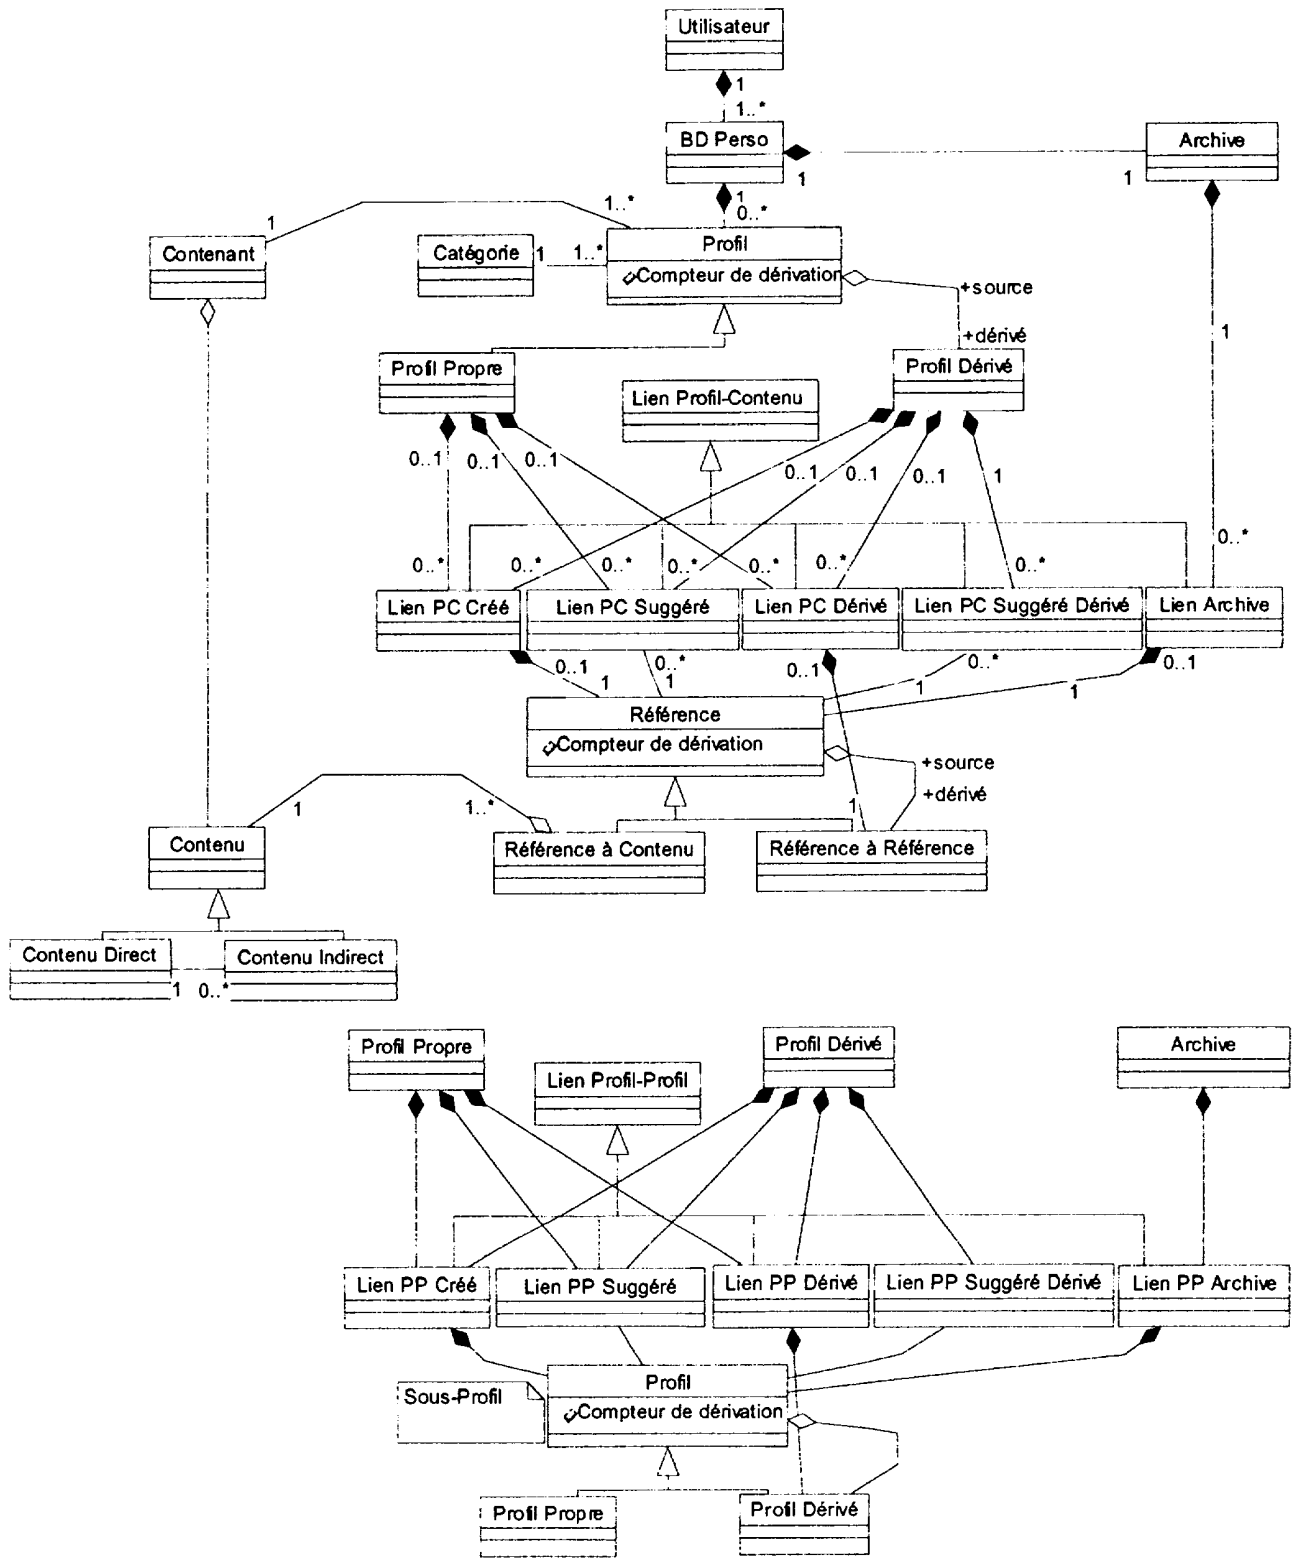 Utilisateur
1
1..*
BD Perso
Archive
1
1
1
1
1..*
0..*
Contenant
Catégorie
1
1..*
Profil
Compteur de dérivation
+source
1
+dérivé
Profil Propre
Lien Profil-Contenu
Profil Dérivé
0..1
0..1
0..1
0..1
0..1
0..1
1
0..*
0..*
0..*
0..*
0..*
0..*
0..*
0..*
Lien PC Créé
Lien PC Suggéré
Lien PC Dérivé
Lien PC Suggéré Dérivé
Lien Archive
0..1
0..*
0..1
0..*
0..1
1
1
1
1
Référence
Compteur de dérivation
+source
+dérivé
1
1..*
1
Contenu
Référence à Contenu
Référence à Référence
Contenu Direct
Contenu Indirect
1
0..*
Profil Propre
Profil Dérivé
Archive
Lien Profil-Profil
Lien PP Créé
Lien PP Suggéré
Lien PP Dérivé
Lien PP Suggéré Dérivé
Lien PP Archive
Sous-Profil
Profil
Compteur de dérivation
Profil Propre
Profil Dérivé